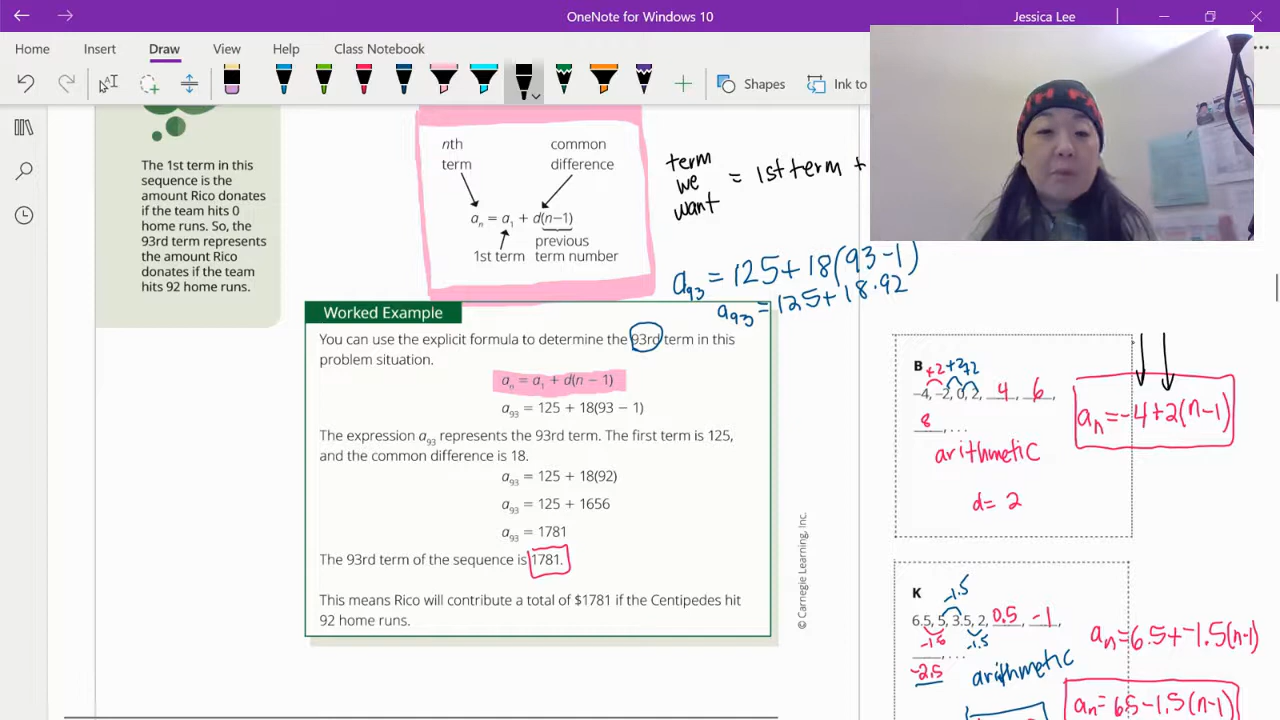 OneNote for Windows 10
Jessica Lee
Home
Insert
Draw
View
Help
Class Notebook
Shapes
Ink to
The 1st term in this
sequence is the
amount Rico donates
if the team hits 0
home runs. So, the
93rd term represents
the amount Rico
donates if the team
hits 92 home runs.
nth
term
common
difference
aₙ = a₁ + d(n−1)
1st term
previous
term number
term
we
want
= 1st term +
a₉₃ = 125 + 18(93 − 1)
a₉₃ = 125 + 18 · 92
Worked Example
You can use the explicit formula to determine the 93rd term in this
problem situation.
aₙ = a₁ + d(n − 1)
a₉₃ = 125 + 18(93 − 1)
The expression a₉₃ represents the 93rd term. The first term is 125,
and the common difference is 18.
a₉₃ = 125 + 18(92)
a₉₃ = 125 + 1656
a₉₃ = 1781
The 93rd term of the sequence is 1781.
This means Rico will contribute a total of $1781 if the Centipedes hit
92 home runs.
© Carnegie Learning, Inc.
B
+2 +2 +2
−4, −2, 0, 2, 4, 6,
8, . . .
arithmetic
d= 2
aₙ = −4 + 2(n−1)
K
−1.5
6.5, 5, 3.5, 2, 0.5, −1,
−1.5 −1.5
−2.5, . . .
arithmetic
aₙ = 6.5 + −1.5(n−1)
aₙ = 6.5 − 1.5(n−1)